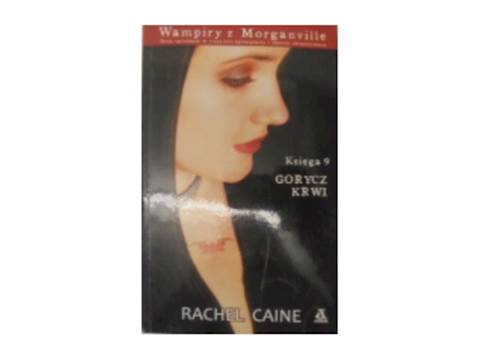 Wampiry z Morganville
Księga 9
GORYCZ
KRWI
RACHEL CAINE